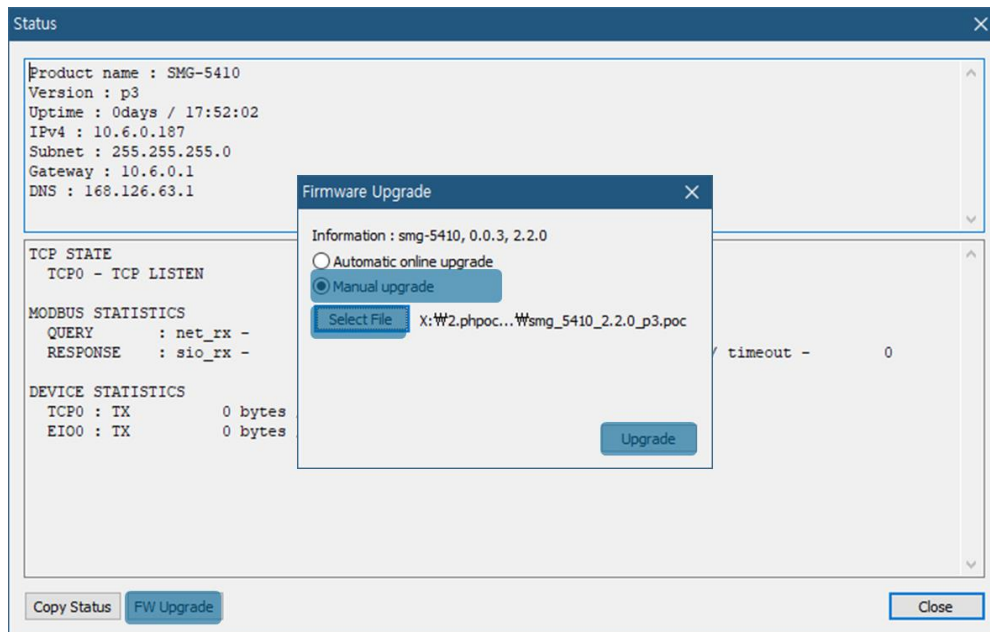 Status
Product name : SMG-5410
Version : p3
Uptime : 0days / 17:52:02
IPv4 : 10.6.0.187
Subnet : 255.255.255.0
Gateway : 10.6.0.1
DNS : 168.126.63.1
TCP STATE
TCP0 - TCP LISTEN
MODBUS STATISTICS
QUERY : net_rx -
RESPONSE : sio_rx - / timeout - 0
DEVICE STATISTICS
TCP0 : TX 0 bytes
EIO0 : TX 0 bytes
Firmware Upgrade
Information : smg-5410, 0.0.3, 2.2.0
Automatic online upgrade
Manual upgrade
Select File X:₩2.phpoc...₩smg_5410_2.2.0_p3.poc
Upgrade
Copy Status FW Upgrade Close